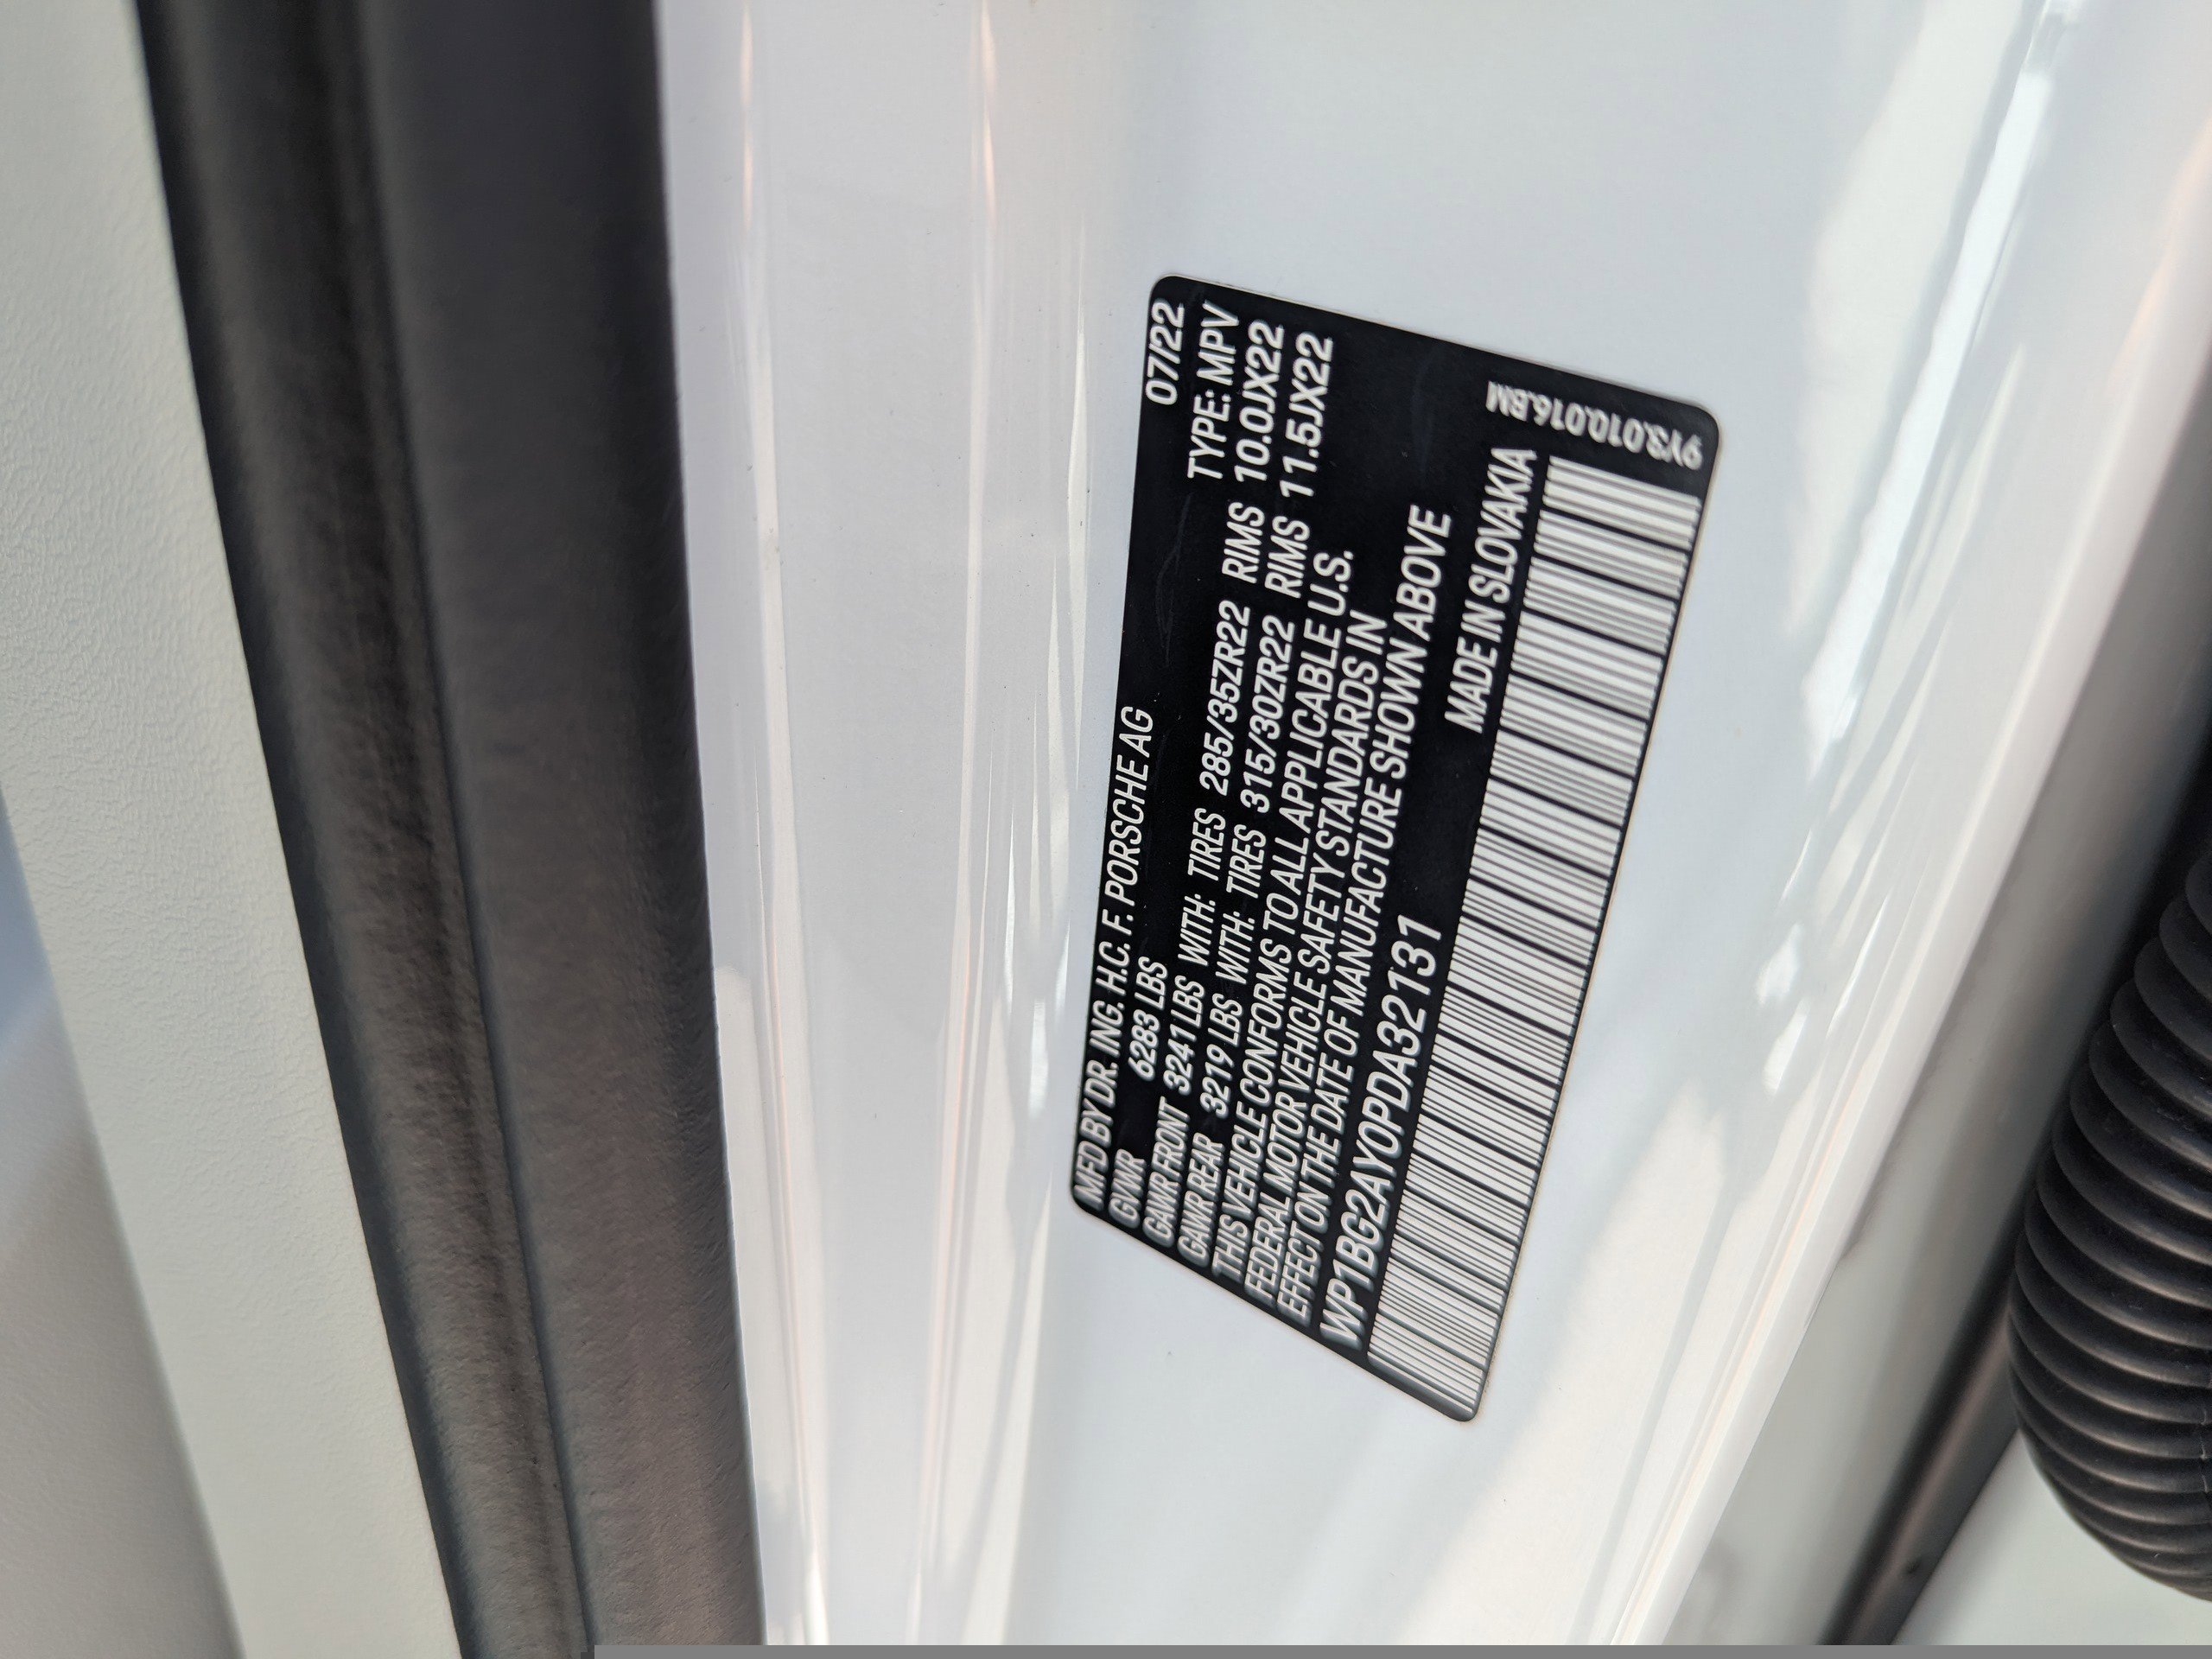 MFD BY DR. ING. H.C. F. PORSCHE AG 07/22
GVWR 6283 LBS TYPE: MPV
GAWR FRONT 3241 LBS WITH: TIRES 285/35ZR22 RIMS 10.0JX22
GAWR REAR 3219 LBS WITH: TIRES 315/30ZR22 RIMS 11.5JX22
THIS VEHICLE CONFORMS TO ALL APPLICABLE U.S.
FEDERAL MOTOR VEHICLE SAFETY STANDARDS IN
EFFECT ON THE DATE OF MANUFACTURE SHOWN ABOVE
WP1BG2AY0PDA32131 MADE IN SLOVAKIA
9Y3.010.016.BM